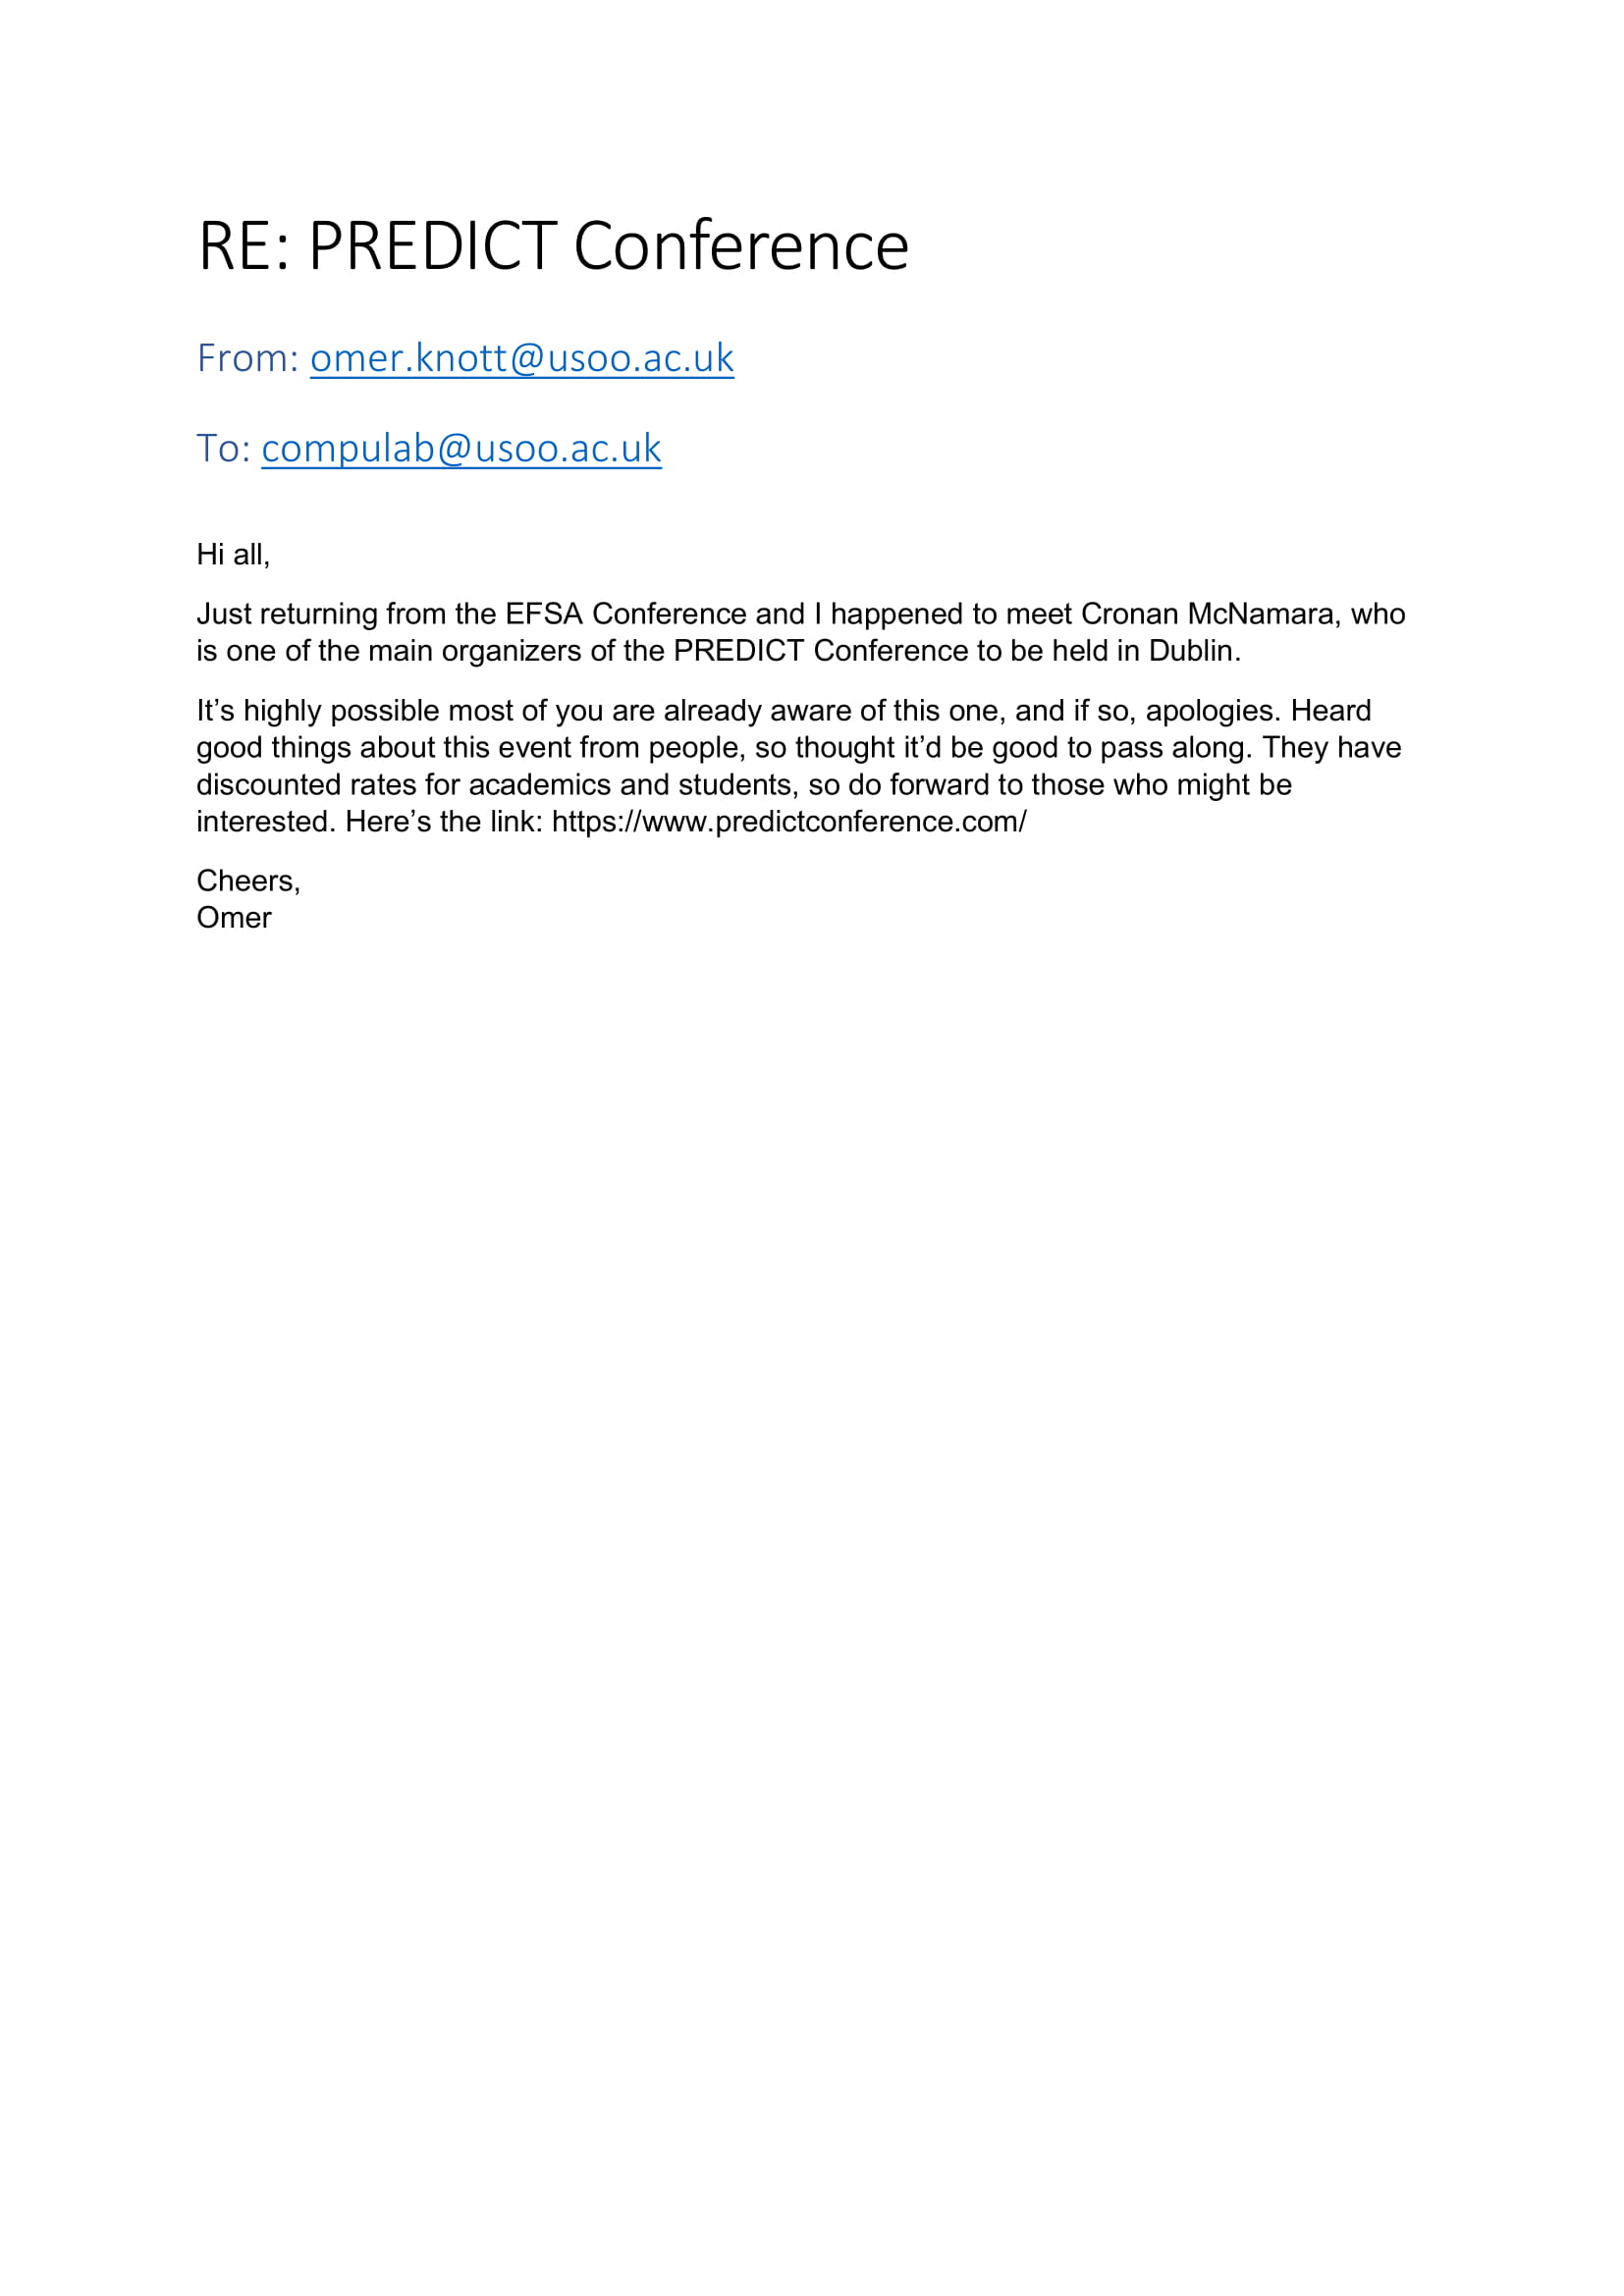 RE: PREDICT Conference
From: omer.knott@usoo.ac.uk
To: compulab@usoo.ac.uk
Hi all,
Just returning from the EFSA Conference and I happened to meet Cronan McNamara, who
is one of the main organizers of the PREDICT Conference to be held in Dublin.
It’s highly possible most of you are already aware of this one, and if so, apologies. Heard
good things about this event from people, so thought it’d be good to pass along. They have
discounted rates for academics and students, so do forward to those who might be
interested. Here’s the link: https://www.predictconference.com/
Cheers,
Omer